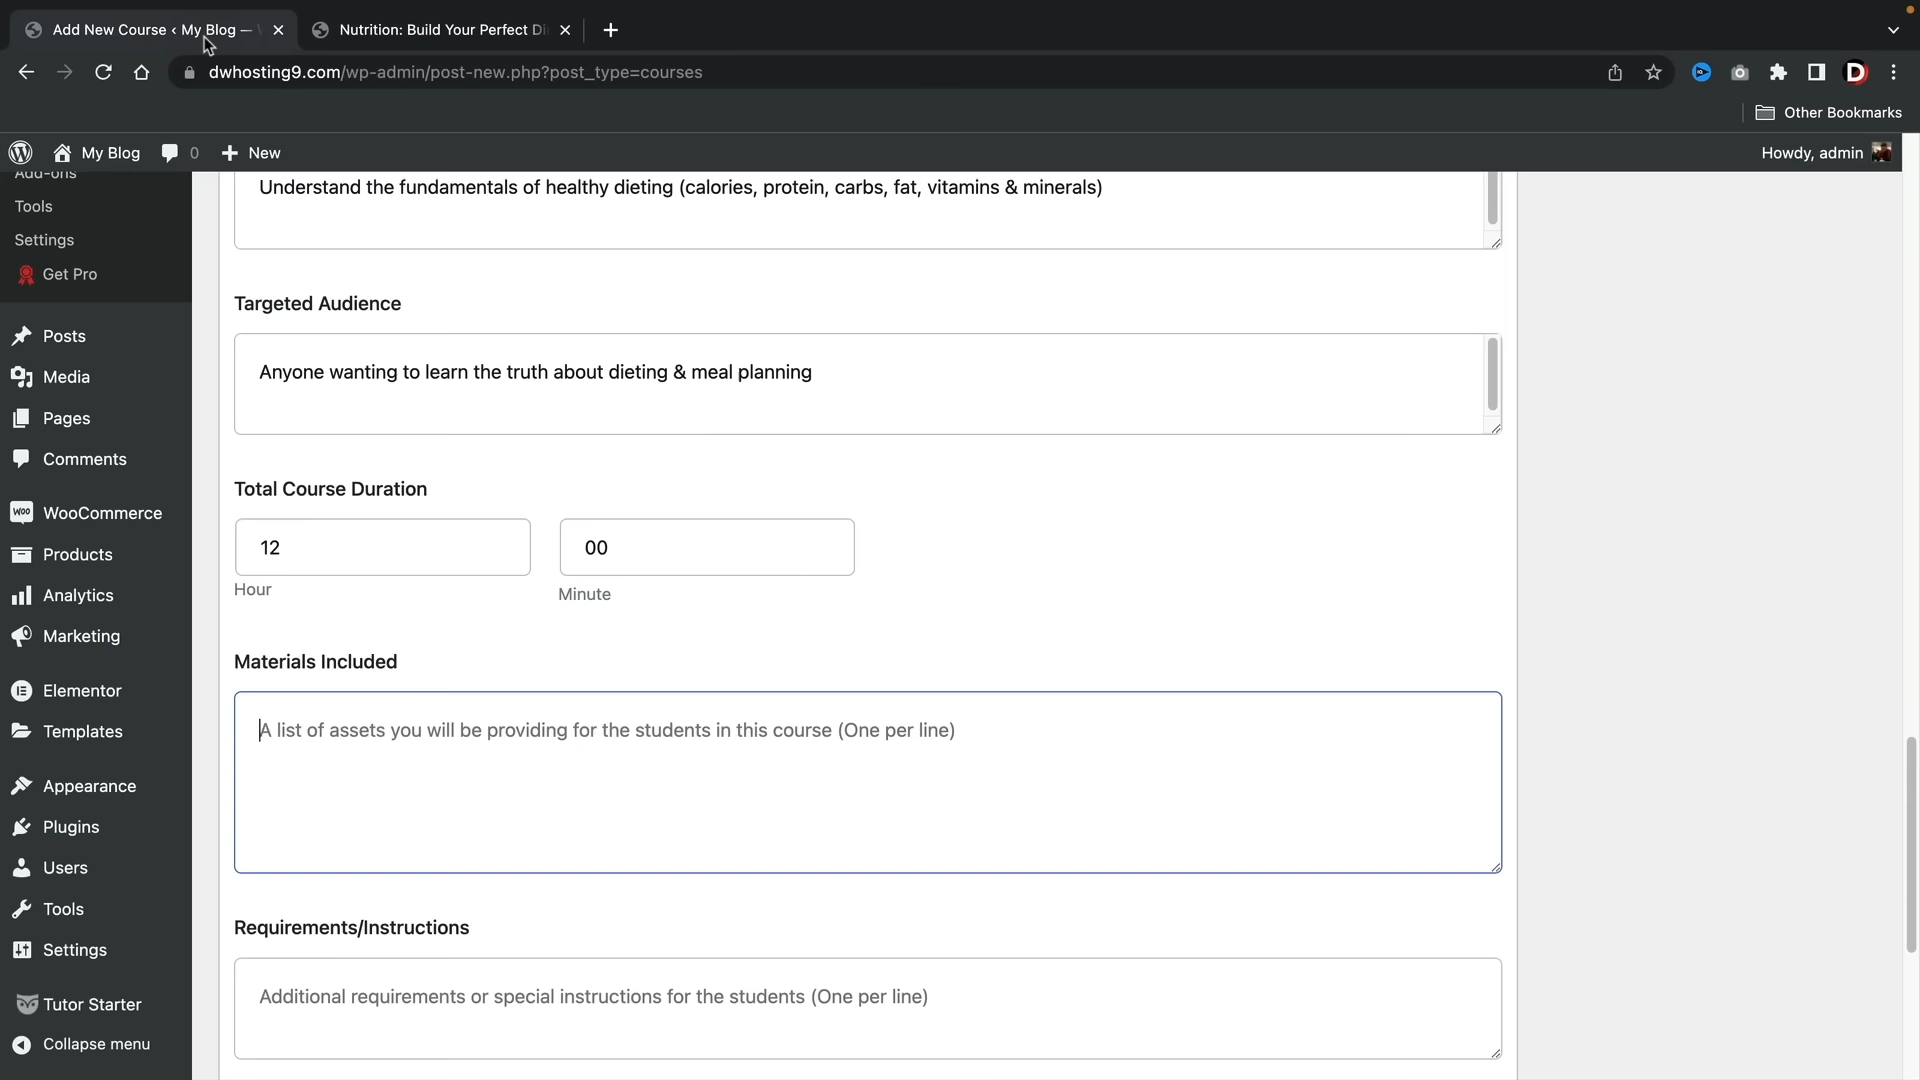 Add New Course ‹ My Blog —
Nutrition: Build Your Perfect Di
dwhosting9.com/wp-admin/post-new.php?post_type=courses
Other Bookmarks
My Blog
0
New
Howdy, admin
Add-ons
Tools
Settings
Get Pro
Posts
Media
Pages
Comments
WooCommerce
Products
Analytics
Marketing
Elementor
Templates
Appearance
Plugins
Users
Tools
Settings
Tutor Starter
Collapse menu
Understand the fundamentals of healthy dieting (calories, protein, carbs, fat, vitamins & minerals)
Targeted Audience
Anyone wanting to learn the truth about dieting & meal planning
Total Course Duration
12
00
Hour
Minute
Materials Included
A list of assets you will be providing for the students in this course (One per line)
Requirements/Instructions
Additional requirements or special instructions for the students (One per line)